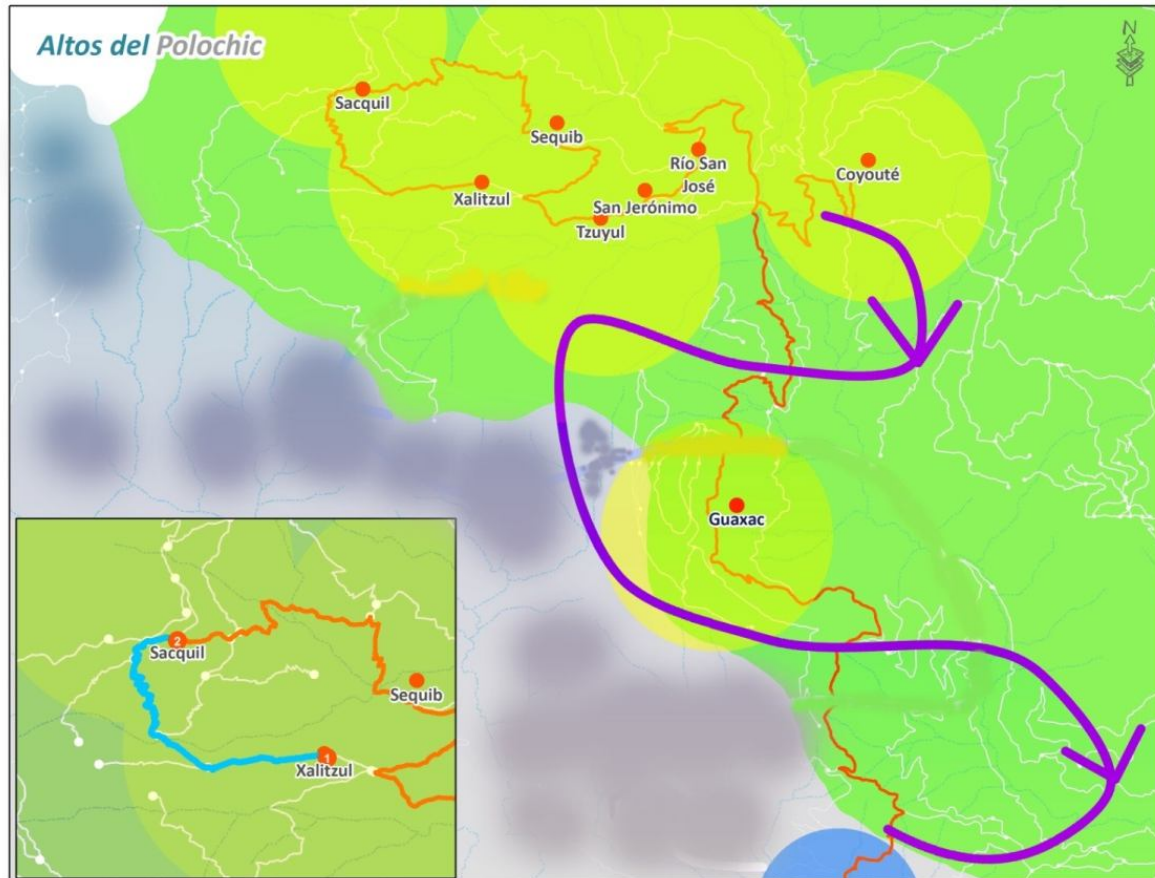 Altos del Polochic
N
Sacquil
Sequib
Río San
José
Coyouté
Xalitzul
San Jerónimo
Tzuyul
Guaxac
2
Sacquil
Sequib
1
Xalitzul